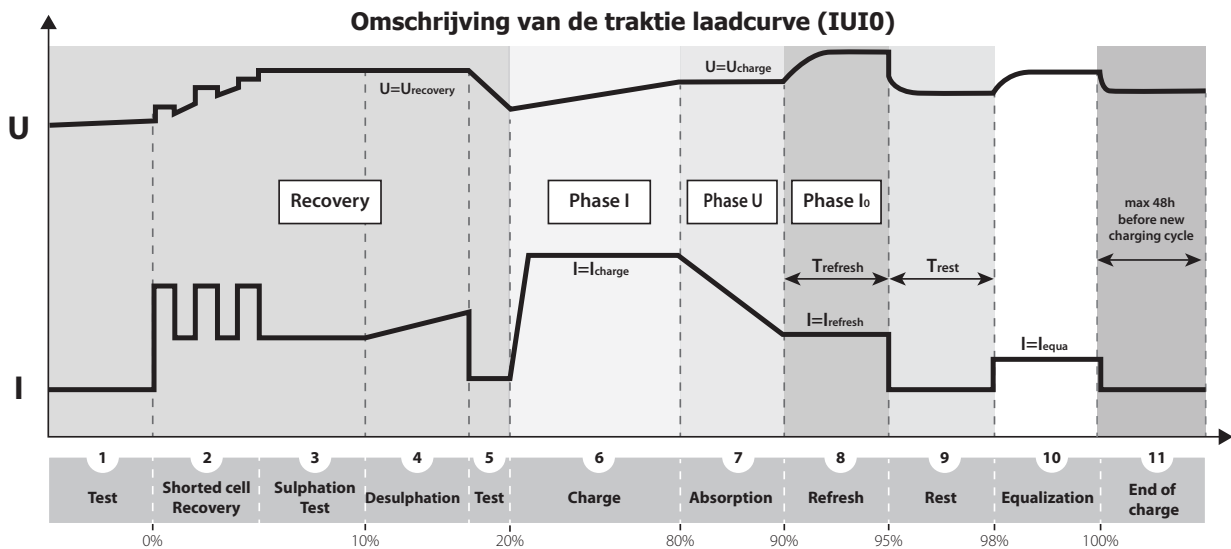 Omschrijving van de traktie laadcurve (IUI0)
U
U=Urecovery
U=Ucharge
Recovery
Phase I
Phase U
Phase I0
max 48h
before new
charging cycle
I=Icharge
Trefresh
Trest
I=Irefresh
I=Iequa
I
1 2 3 4 5 6 7 8 9 10 11
Test
Shorted cell
Recovery
Sulphation
Test
Desulphation
Test
Charge
Absorption
Refresh
Rest
Equalization
End of
charge
0% 10% 20% 80% 90% 95% 98% 100%